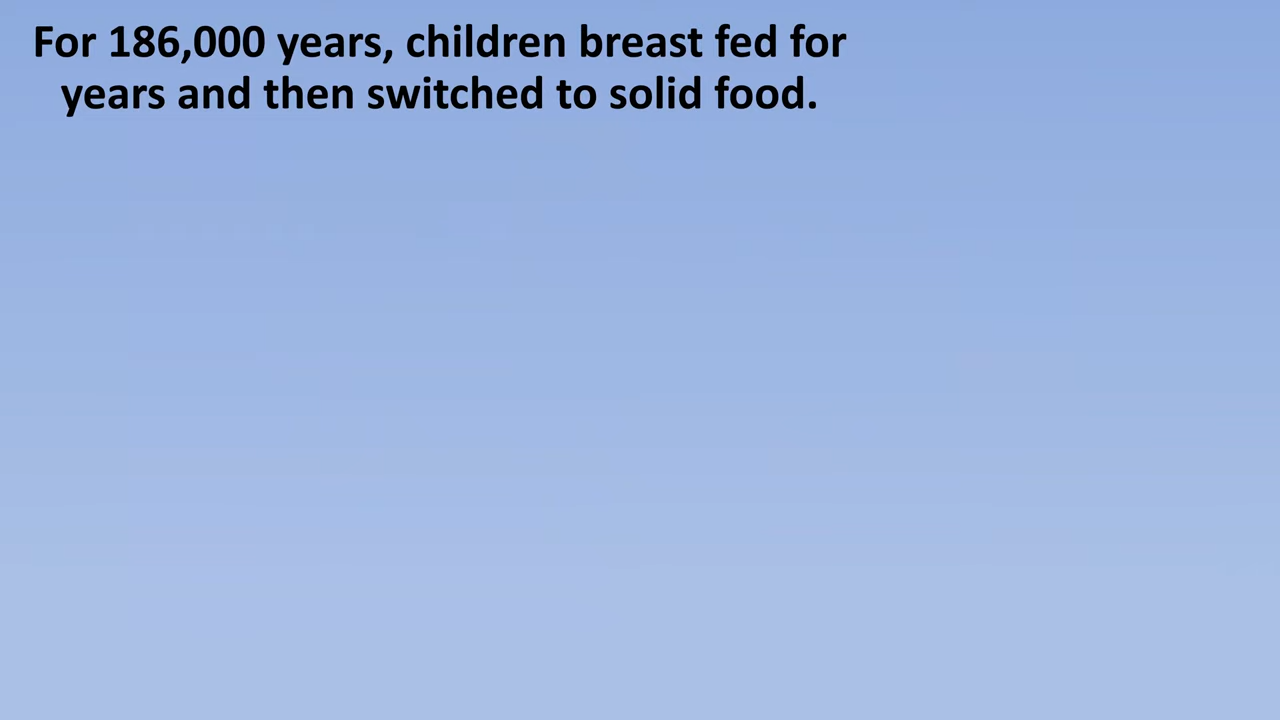 For 186,000 years, children breast fed for
years and then switched to solid food.